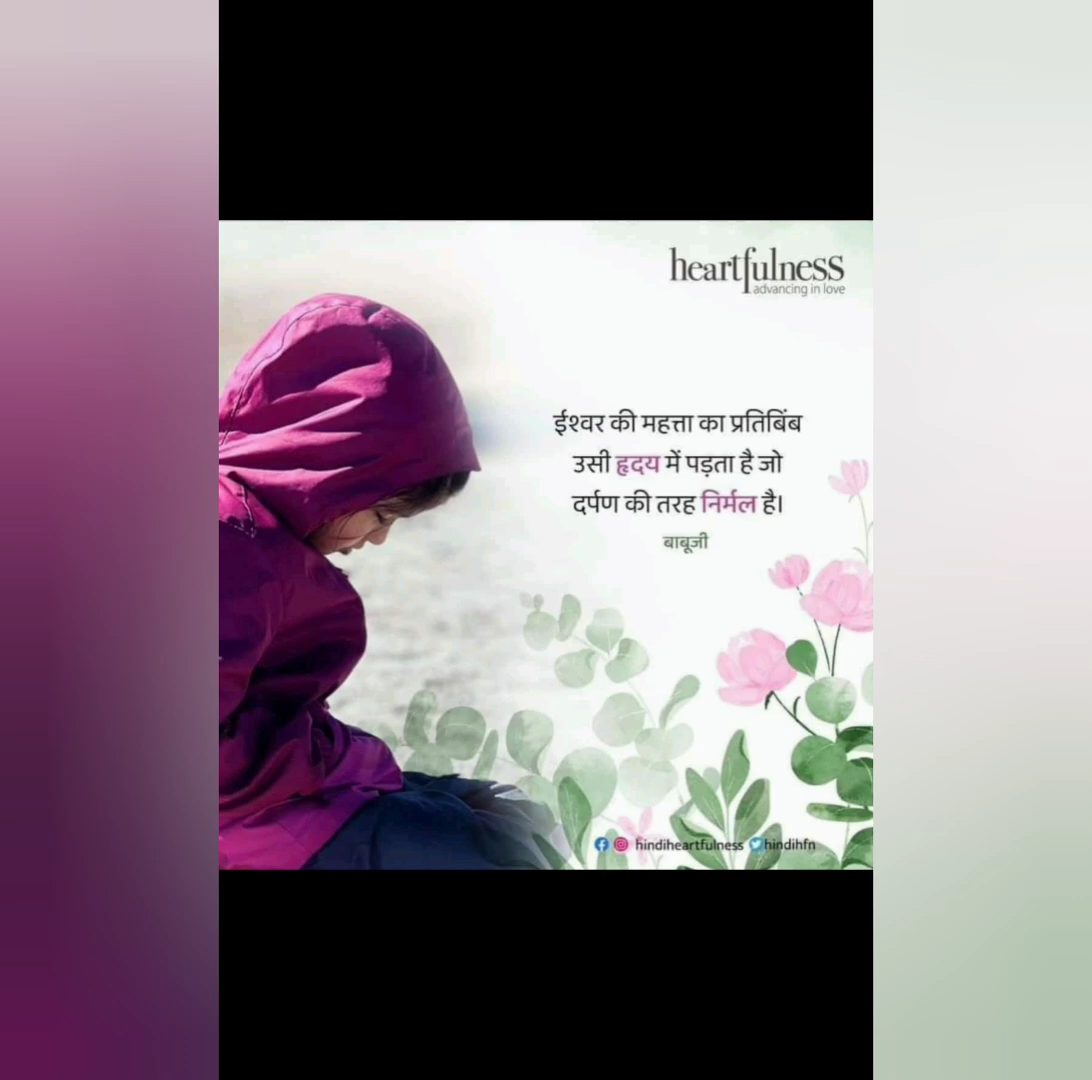 heartfulness
advancing in love
ईश्वर की महत्ता का प्रतिबिंब
उसी हृदय में पड़ता है जो
दर्पण की तरह निर्मल है।
बाबूजी
hindiheartfulness hindihfn